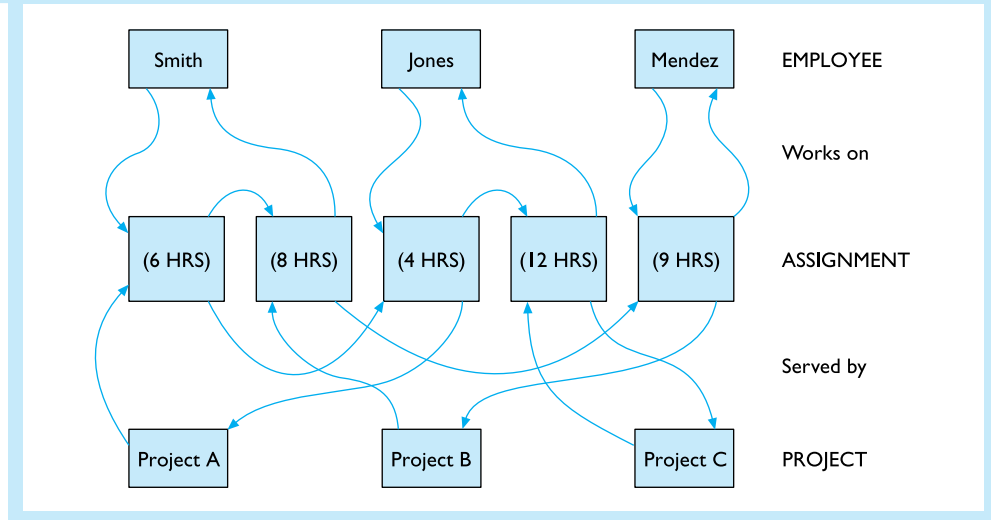 Smith Jones Mendez EMPLOYEE
Works on
(6 HRS) (8 HRS) (4 HRS) (12 HRS) (9 HRS) ASSIGNMENT
Served by
Project A Project B Project C PROJECT